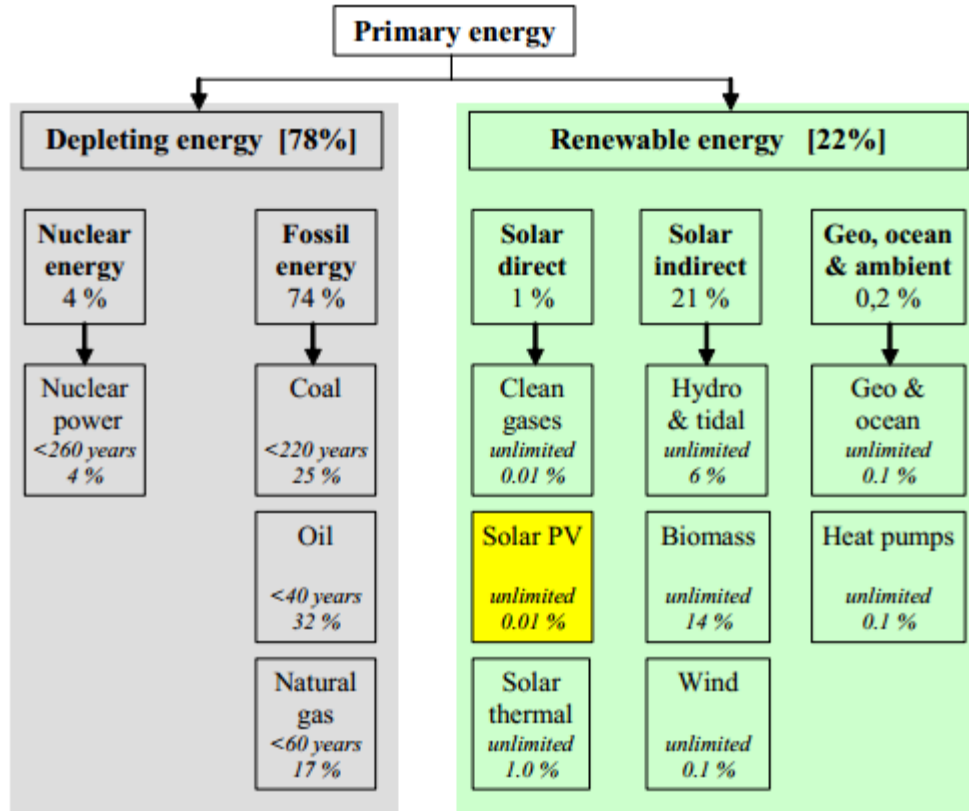 Primary energy
Depleting energy [78%]
Renewable energy [22%]
Nuclear
energy
4 %
Fossil
energy
74 %
Solar
direct
1 %
Solar
indirect
21 %
Geo, ocean
& ambient
0,2 %
Nuclear
power
<260 years
4 %
Coal
<220 years
25 %
Clean
gases
unlimited
0.01 %
Hydro
& tidal
unlimited
6 %
Geo &
ocean
unlimited
0.1 %
Oil
<40 years
32 %
Solar PV
unlimited
0.01 %
Biomass
unlimited
14 %
Heat pumps
unlimited
0.1 %
Natural
gas
<60 years
17 %
Solar
thermal
unlimited
1.0 %
Wind
unlimited
0.1 %